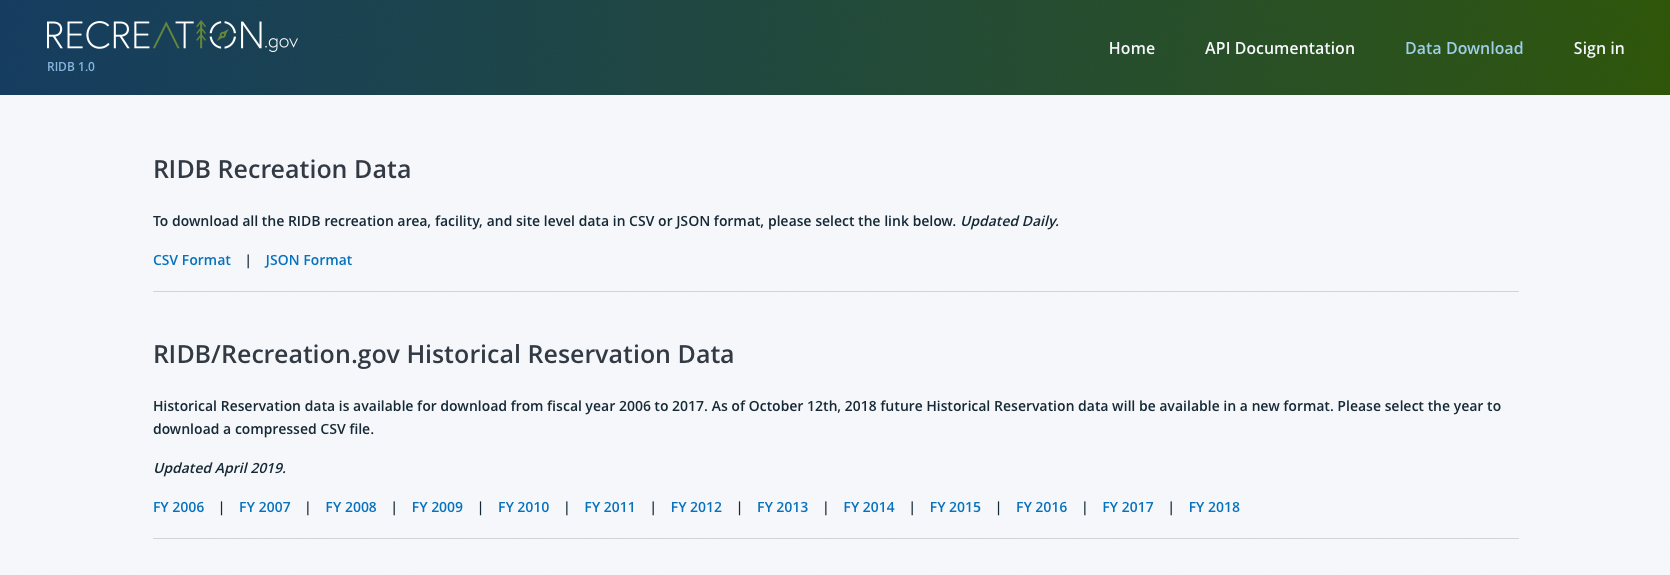 RECREATION.gov
RIDB 1.0
Home
API Documentation
Data Download
Sign in
RIDB Recreation Data
To download all the RIDB recreation area, facility, and site level data in CSV or JSON format, please select the link below. Updated Daily.
CSV Format | JSON Format
RIDB/Recreation.gov Historical Reservation Data
Historical Reservation data is available for download from fiscal year 2006 to 2017. As of October 12th, 2018 future Historical Reservation data will be available in a new format. Please select the year to
download a compressed CSV file.
Updated April 2019.
FY 2006 | FY 2007 | FY 2008 | FY 2009 | FY 2010 | FY 2011 | FY 2012 | FY 2013 | FY 2014 | FY 2015 | FY 2016 | FY 2017 | FY 2018